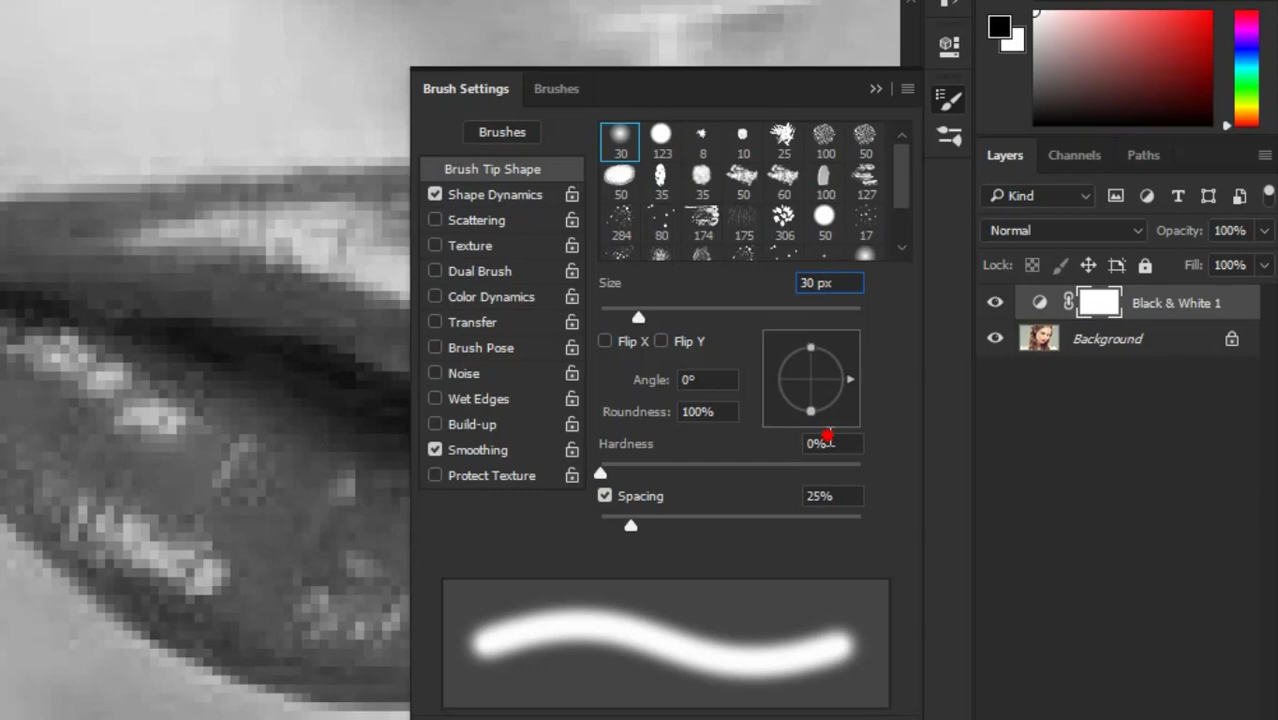 Brush Settings Brushes
Brushes
Brush Tip Shape
Shape Dynamics
Scattering
Texture
Dual Brush
Color Dynamics
Transfer
Brush Pose
Noise
Wet Edges
Build-up
Smoothing
Protect Texture
30 123 8 10 25 100 50
50 35 35 50 60 100 127
284 80 174 175 306 50 17
Size 30 px
Flip X Flip Y
Angle: 0°
Roundness: 100%
Hardness 0%
Spacing 25%
Layers Channels Paths
Kind
Normal Opacity: 100%
Lock: Fill: 100%
Black & White 1
Background